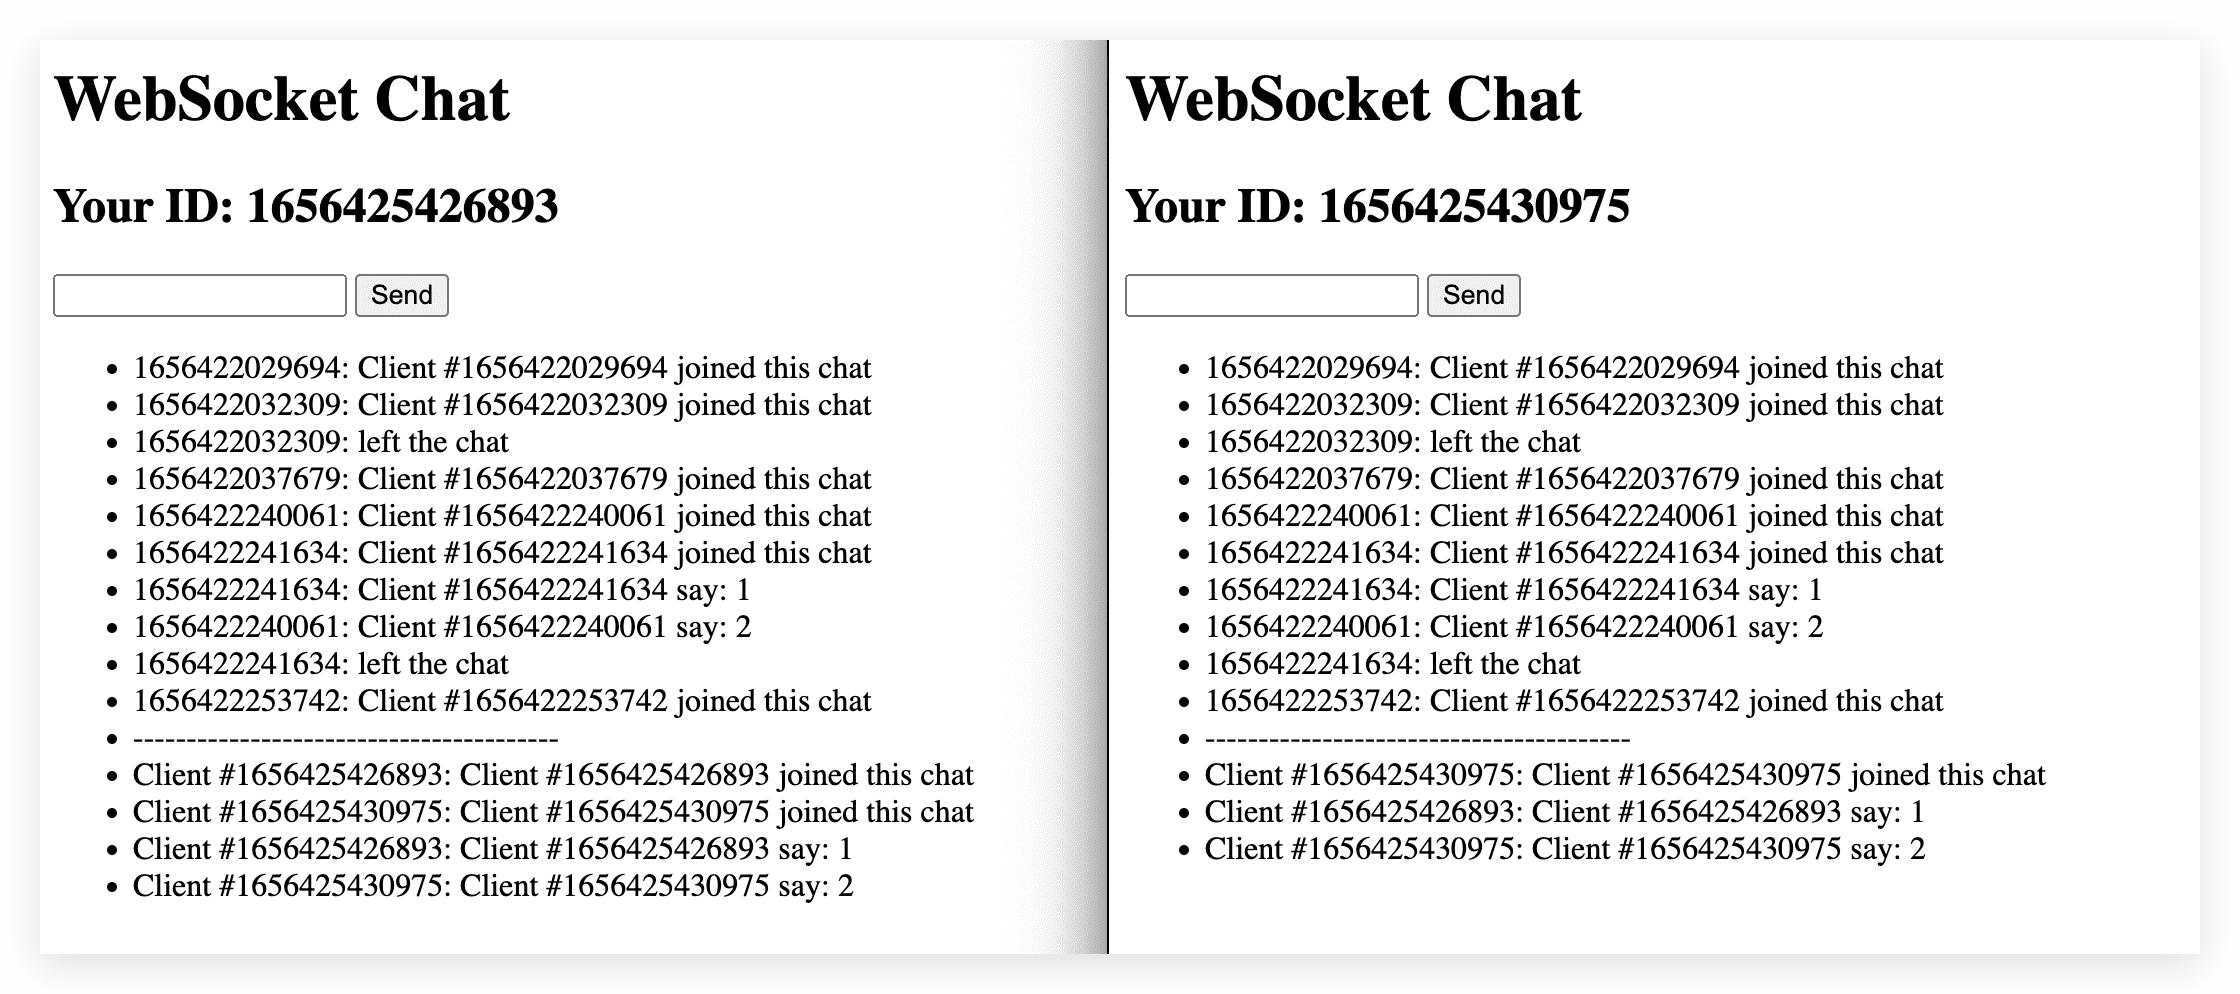 WebSocket Chat
Your ID: 1656425426893
Send
1656422029694: Client #1656422029694 joined this chat
1656422032309: Client #1656422032309 joined this chat
1656422032309: left the chat
1656422037679: Client #1656422037679 joined this chat
1656422240061: Client #1656422240061 joined this chat
1656422241634: Client #1656422241634 joined this chat
1656422241634: Client #1656422241634 say: 1
1656422240061: Client #1656422240061 say: 2
1656422241634: left the chat
1656422253742: Client #1656422253742 joined this chat
----------------------------------------
Client #1656425426893: Client #1656425426893 joined this chat
Client #1656425430975: Client #1656425430975 joined this chat
Client #1656425426893: Client #1656425426893 say: 1
Client #1656425430975: Client #1656425430975 say: 2
WebSocket Chat
Your ID: 1656425430975
Send
1656422029694: Client #1656422029694 joined this chat
1656422032309: Client #1656422032309 joined this chat
1656422032309: left the chat
1656422037679: Client #1656422037679 joined this chat
1656422240061: Client #1656422240061 joined this chat
1656422241634: Client #1656422241634 joined this chat
1656422241634: Client #1656422241634 say: 1
1656422240061: Client #1656422240061 say: 2
1656422241634: left the chat
1656422253742: Client #1656422253742 joined this chat
----------------------------------------
Client #1656425430975: Client #1656425430975 joined this chat
Client #1656425426893: Client #1656425426893 say: 1
Client #1656425430975: Client #1656425430975 say: 2